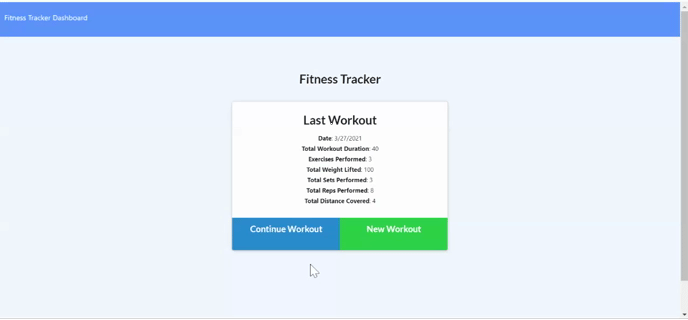 Fitness Tracker Dashboard
Fitness Tracker
Last Workout
Date: 3/27/2021
Total Workout Duration: 40
Exercises Performed: 3
Total Weight Lifted: 100
Total Sets Performed: 3
Total Reps Performed: 8
Total Distance Covered: 4
Continue Workout New Workout